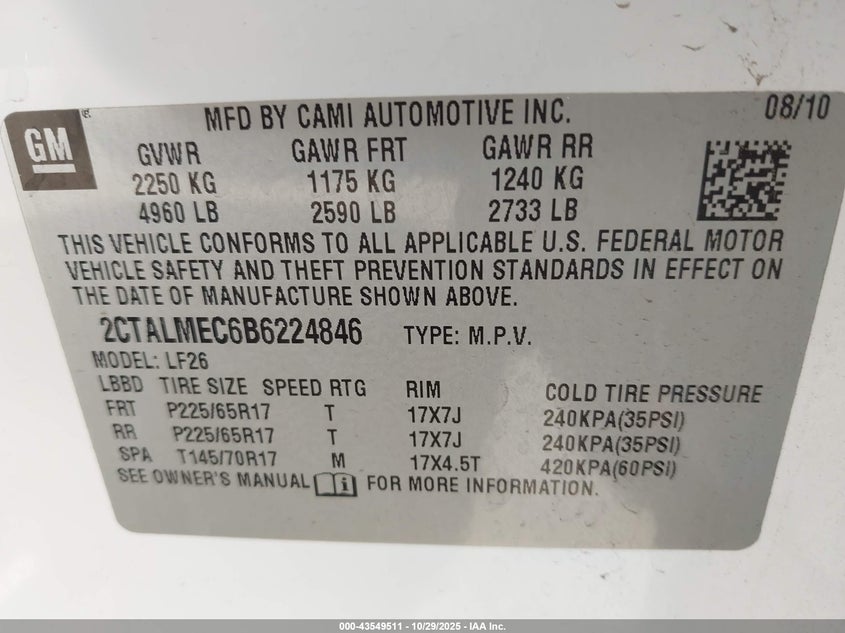 GM
MFD BY CAMI AUTOMOTIVE INC. 08/10
GVWR GAWR FRT GAWR RR
2250 KG 1175 KG 1240 KG
4960 LB 2590 LB 2733 LB
THIS VEHICLE CONFORMS TO ALL APPLICABLE U.S. FEDERAL MOTOR
VEHICLE SAFETY AND THEFT PREVENTION STANDARDS IN EFFECT ON
THE DATE OF MANUFACTURE SHOWN ABOVE.
2CTALMEC6B6224846 TYPE: M.P.V.
MODEL: LF26
LBBD TIRE SIZE SPEED RTG RIM COLD TIRE PRESSURE
FRT P225/65R17 T 17X7J 240KPA(35PSI)
RR P225/65R17 T 17X7J 240KPA(35PSI)
SPA T145/70R17 M 17X4.5T 420KPA(60PSI)
SEE OWNER'S MANUAL i FOR MORE INFORMATION.
000-43549511 - 10/29/2025 - IAA Inc.